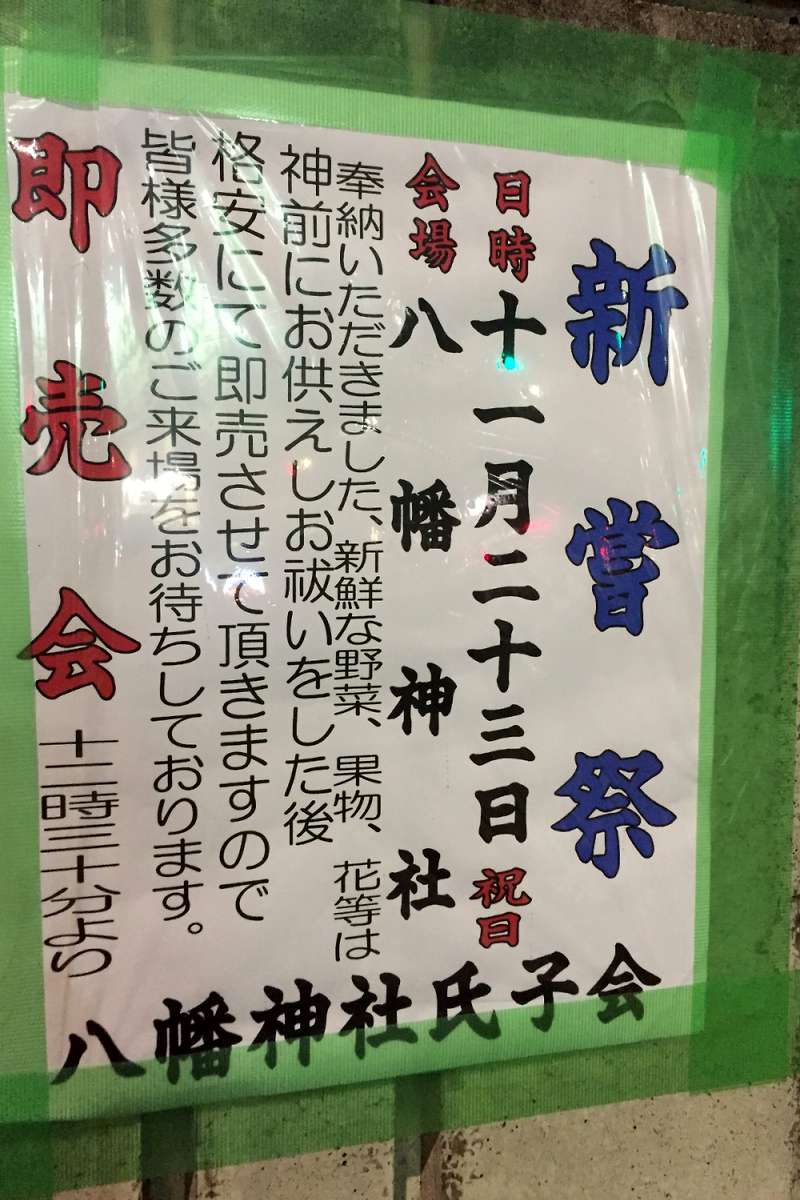 新嘗祭
日時 十一月二十三日 祝日
会場 八幡神社
奉納いただきました、新鮮な野菜、果物、花等は
神前にお供えしお祓いをした後
格安にて即売させて頂きますので
皆様多数のご来場をお待ちしております。
即売会 十二時三十分より
八幡神社氏子会